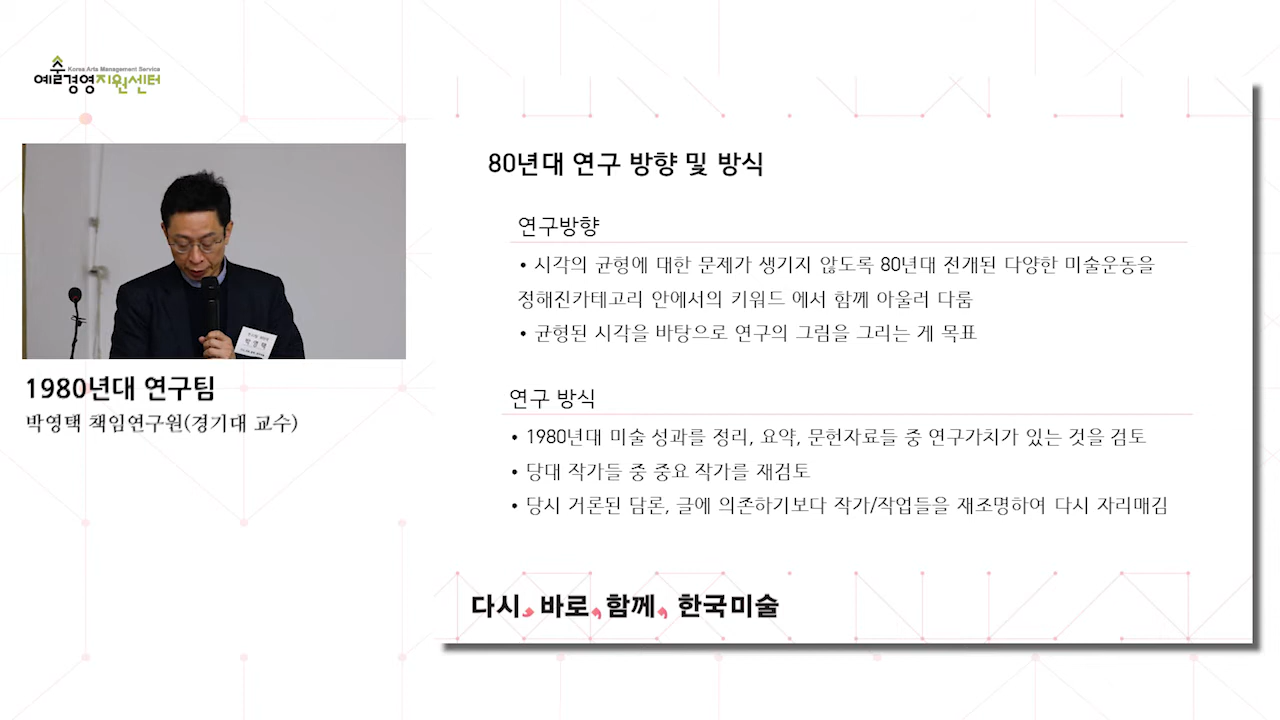 Korea Arts Management Service
예술경영지원센터
박영택
1980년대 연구팀
박영택 책임연구원(경기대 교수)
80년대 연구 방향 및 방식
연구방향
• 시각의 균형에 대한 문제가 생기지 않도록 80년대 전개된 다양한 미술운동을
정해진카테고리 안에서의 키워드 에서 함께 아울러 다룸
• 균형된 시각을 바탕으로 연구의 그림을 그리는 게 목표
연구 방식
• 1980년대 미술 성과를 정리, 요약, 문헌자료들 중 연구가치가 있는 것을 검토
• 당대 작가들 중 중요 작가를 재검토
• 당시 거론된 담론, 글에 의존하기보다 작가/작업들을 재조명하여 다시 자리매김
다시, 바로, 함께, 한국미술